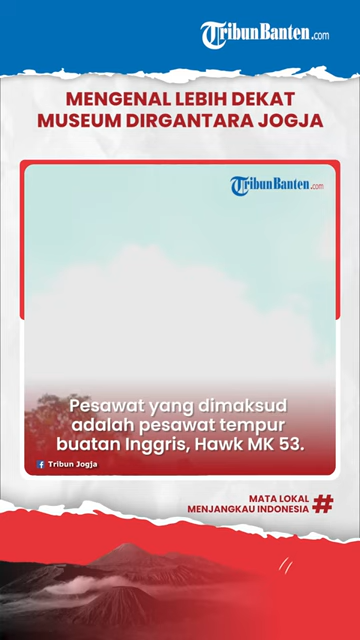 TribunBanten.com
MENGENAL LEBIH DEKAT
MUSEUM DIRGANTARA JOGJA
TribunBanten.com
Pesawat yang dimaksud
adalah pesawat tempur
buatan Inggris, Hawk MK 53.
Tribun Jogja
MATA LOKAL
MENJANGKAU INDONESIA #